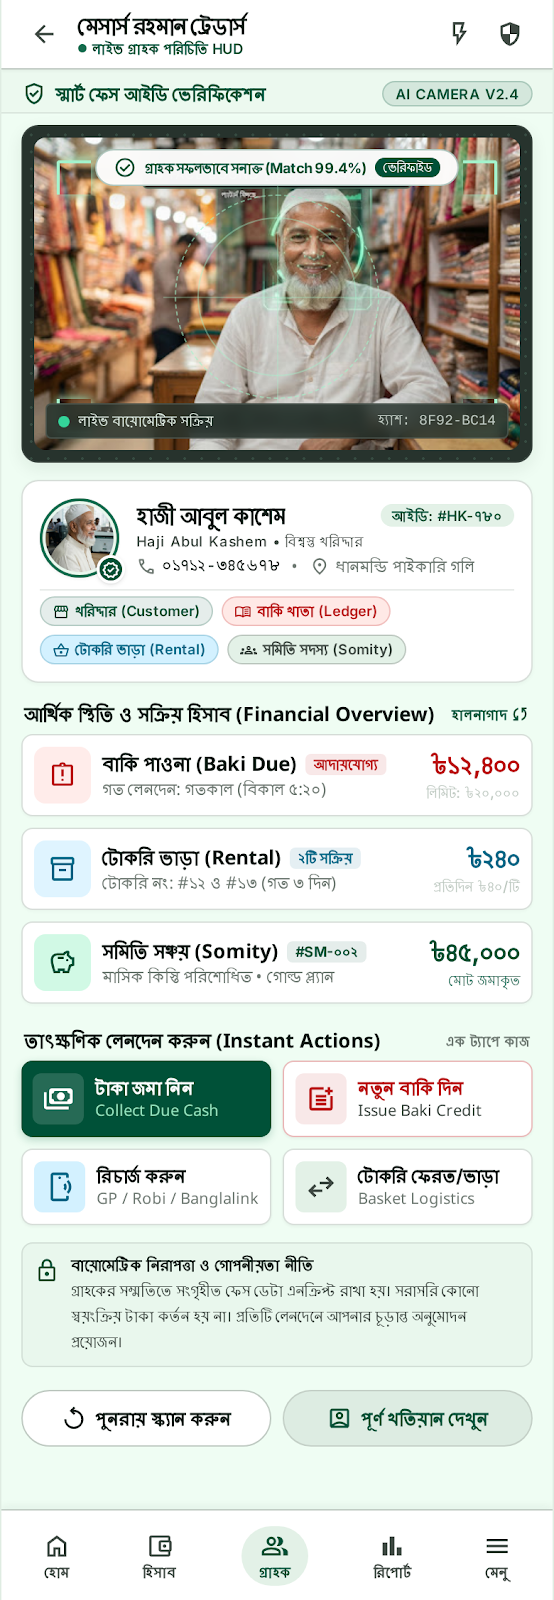 মেসার্স রহমান ট্রেডার্স
লাইভ গ্রাহক পরিচিতি HUD
স্মার্ট ফেস আইডি ভেরিফিকেশন
AI CAMERA V2.4
গ্রাহক সফলভাবে সনাক্ত (Match 99.4%) ভেরিফাইড
লাইভ বায়োমেট্রিক সক্রিয়
হ্যাশ: 8F92-BC14
হাজী আবুল কাশেম
আইডি: #HK-৭৮০
Haji Abul Kashem • বিশ্বস্ত খরিদ্দার
০১৭১২-৩৪৫৬৭৮ • ধানমন্ডি পাইকারি গলি
খরিদ্দার (Customer)
বাকি খাতা (Ledger)
টোকরি ভাড়া (Rental)
সমিতি সদস্য (Somity)
আর্থিক স্থিতি ও সক্রিয় হিসাব (Financial Overview)
হালনাগাদ
বাকি পাওনা (Baki Due) আদায়যোগ্য
৳১২,৪০০
গত লেনদেন: গতকাল (বিকাল ৫:২০)
লিমিট: ৳২০,০০০
টোকরি ভাড়া (Rental) ২টি সক্রিয়
৳২৪০
টোকরি নং: #১২ ও #১৩ (গত ৩ দিন)
প্রতিদিন ৳৪০/টি
সমিতি সঞ্চয় (Somity) #SM-০০২
৳৪৫,০০০
মাসিক কিস্তি পরিশোধিত • গোল্ড প্ল্যান
মোট জমাকৃত
তাৎক্ষণিক লেনদেন করুন (Instant Actions)
এক ট্যাপে কাজ
টাকা জমা নিন
Collect Due Cash
নতুন বাকি দিন
Issue Baki Credit
রিচার্জ করুন
GP / Robi / Banglalink
টোকরি ফেরত/ভাড়া
Basket Logistics
বায়োমেট্রিক নিরাপত্তা ও গোপনীয়তা নীতি
গ্রাহকের সম্মতিতে সংগৃহীত ফেস ডেটা এনক্রিপ্ট রাখা হয়। সরাসরি কোনো
স্বয়ংক্রিয় টাকা কর্তন হয় না। প্রতিটি লেনদেনে আপনার চূড়ান্ত অনুমোদন
প্রয়োজন।
পুনরায় স্ক্যান করুন
পূর্ণ খতিয়ান দেখুন
হোম
হিসাব
গ্রাহক
রিপোর্ট
মেনু